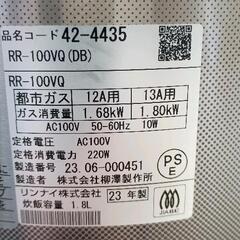 品名コード 42-4435
RR-100VQ(DB)
RR-100VQ
都市ガス 12A用 13A用
ガス消費量 1.68kW 1.80kW
AC100V 50-60Hz 10W
定格電圧 AC100V
定格消費電力 220W
製造番号 23.06-000451
製造者 株式会社柳澤製作所
リンナイ株式会社 23年製
炊飯容量 1.8L
PS
E
JIA